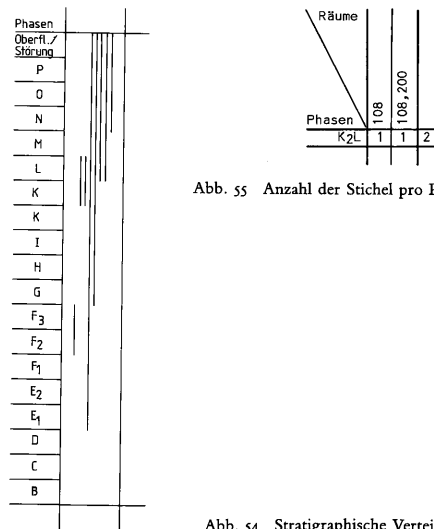 Phasen
Oberfl./
Störung
P
O
N
M
L
K
K
I
H
G
F3
F2
F1
E2
E1
D
C
B
Räume
Phasen
108
108,200
K2L 1 1 2
Abb. 55 Anzahl der Stichel pro
Abb. 54 Stratigraphische